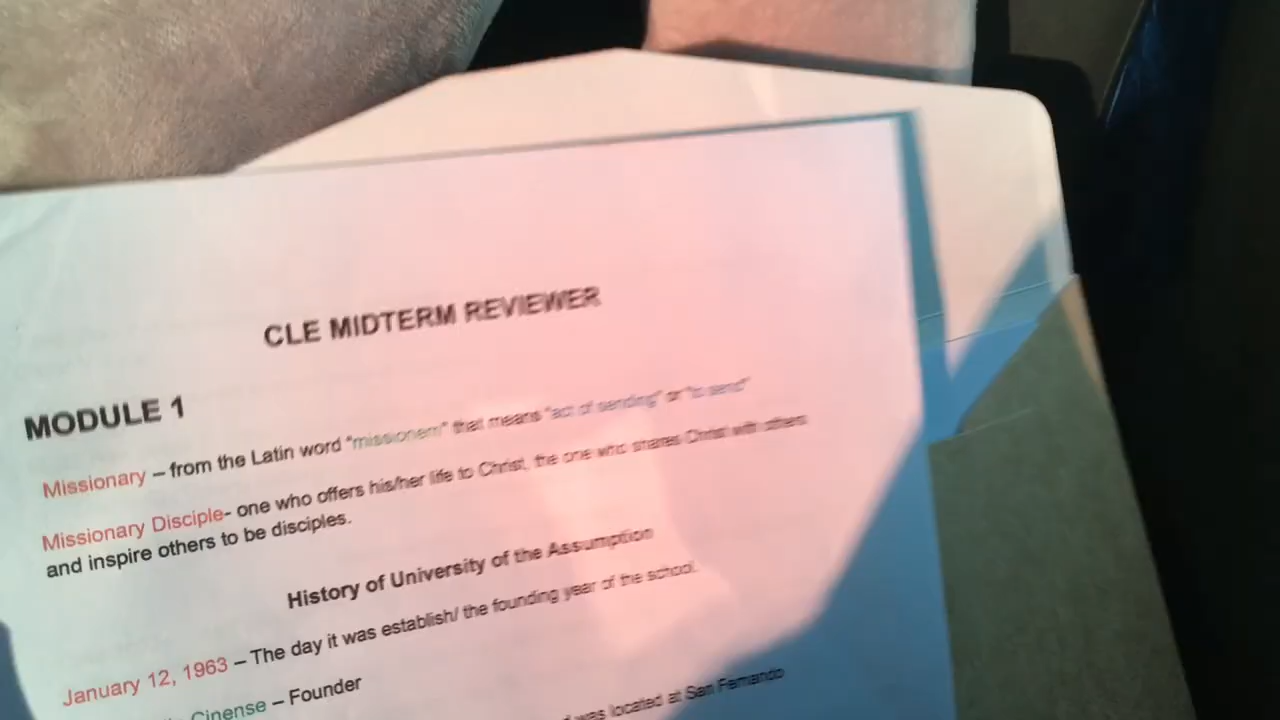 CLE MIDTERM REVIEWER
MODULE 1
Missionary – from the Latin word "missionem" that means "act of sending" or "to send"
Missionary Disciple- one who offers his/her life to Christ, the one who shares Christ with others
and inspire others to be disciples.
History of University of the Assumption
January 12, 1963 – The day it was establish/ the founding year of the school.
Cinense – Founder
was located at San Fernando